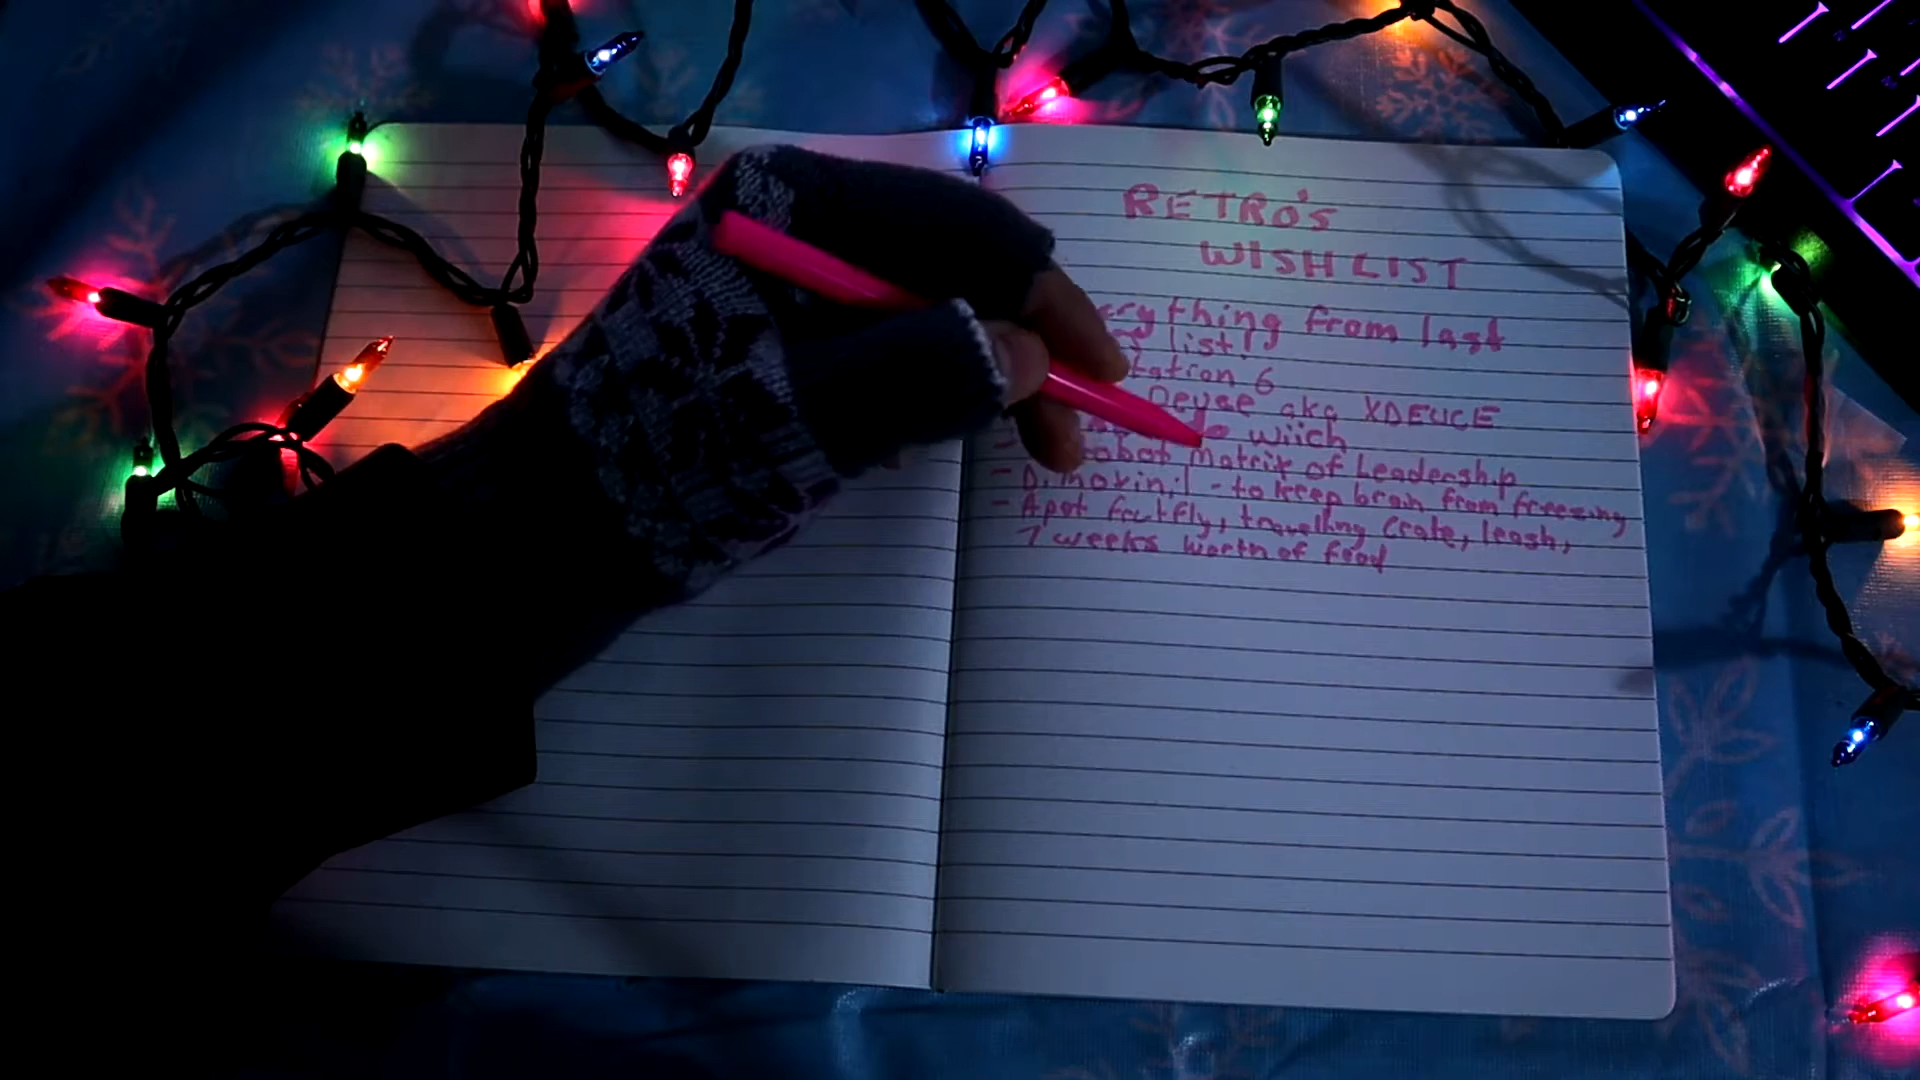 RETRO'S
WISHLIST
erything from last
list!
tation 6
Deuse aka XDEUCE
wiich
Matrix of Leadership
- to keep brain from freezing
- A pet fruitfly, travelling crate, leash,
7 weeks worth of food